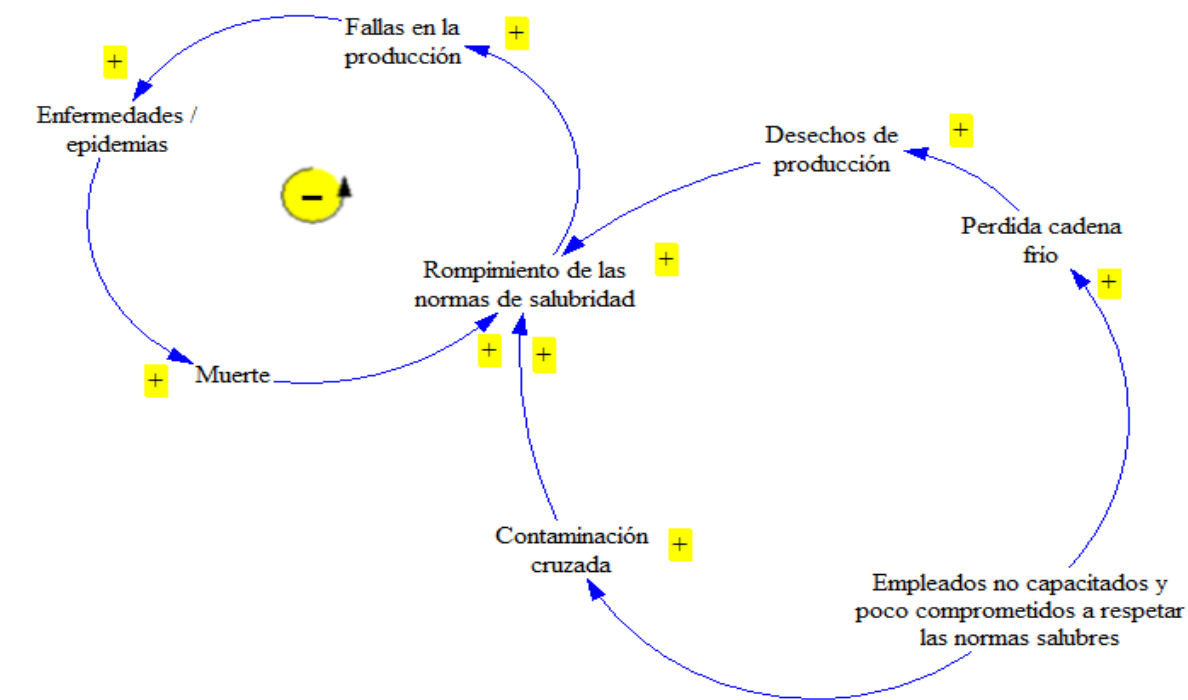 Fallas en la
producción
+
+
Enfermedades /
epidemias
−
Desechos de
producción
+
Perdida cadena
frio
+
Rompimiento de las
normas de salubridad
+
+
+
Muerte
+
Contaminación
cruzada
+
Empleados no capacitados y
poco comprometidos a respetar
las normas salubres